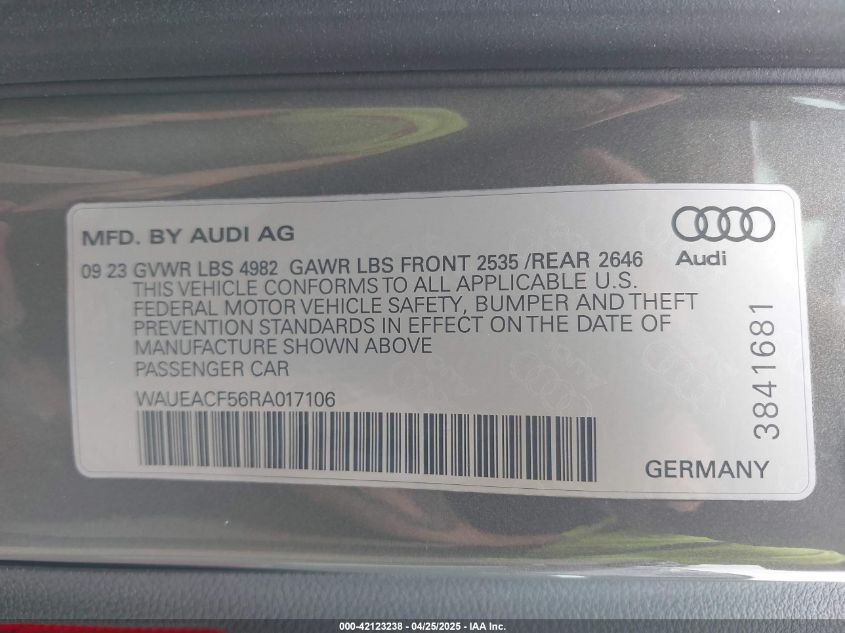 MFD. BY AUDI AG
Audi
09 23 GVWR LBS 4982 GAWR LBS FRONT 2535 /REAR 2646
THIS VEHICLE CONFORMS TO ALL APPLICABLE U.S.
FEDERAL MOTOR VEHICLE SAFETY, BUMPER AND THEFT
PREVENTION STANDARDS IN EFFECT ON THE DATE OF
MANUFACTURE SHOWN ABOVE
PASSENGER CAR
WAUEACF56RA017106
3841681
GERMANY
000-42123238 - 04/25/2025 - IAA Inc.